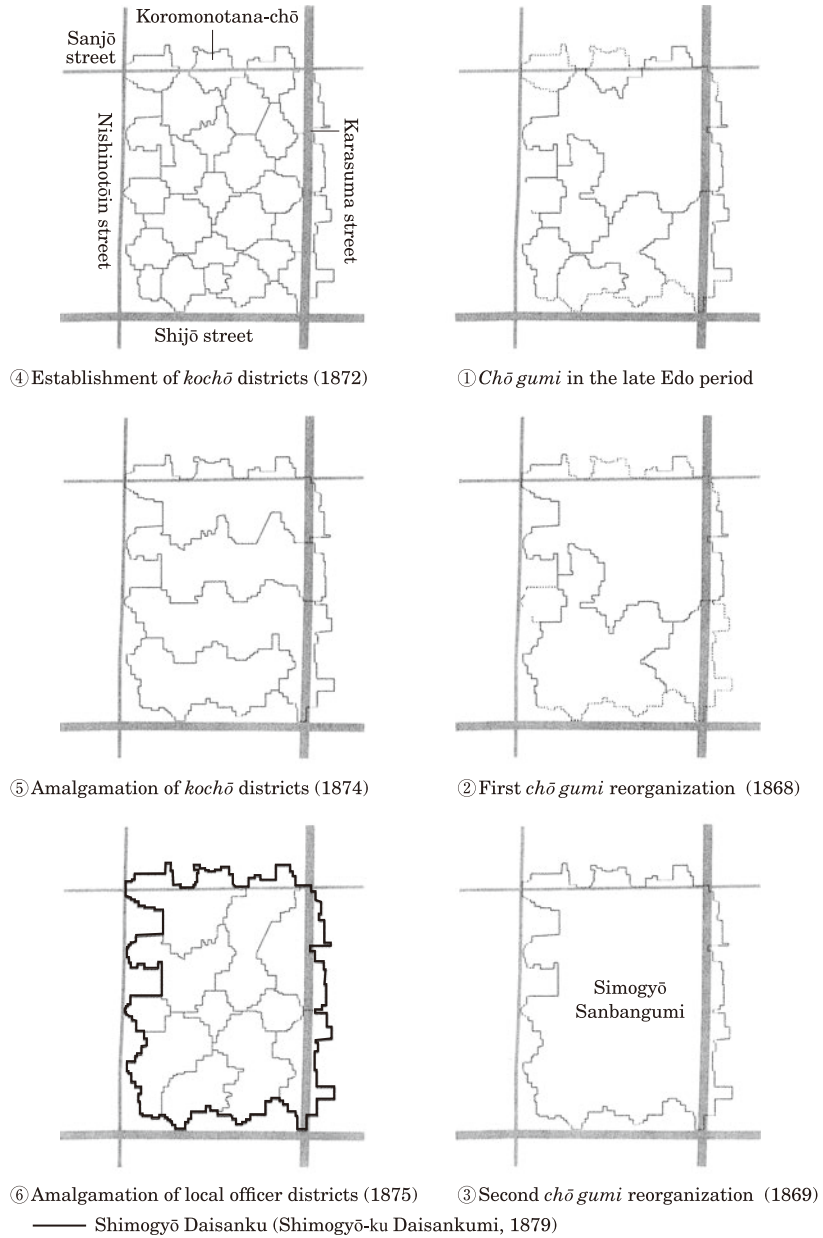 Koromonotana-chō
Sanjō
street
Nishinotōin street
Karasuma street
Shijō street
④Establishment of kochō districts (1872)
①Chō gumi in the late Edo period
⑤Amalgamation of kochō districts (1874)
②First chō gumi reorganization (1868)
Simogyō
Sanbangumi
⑥Amalgamation of local officer districts (1875)
③Second chō gumi reorganization (1869)
Shimogyō Daisanku (Shimogyō-ku Daisankumi, 1879)